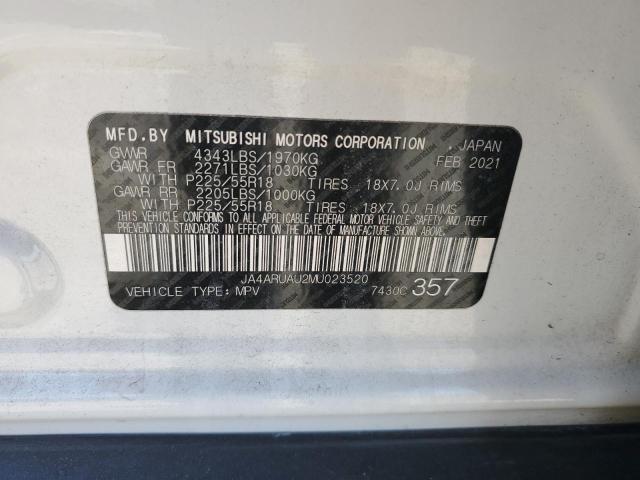 MFD.BY MITSUBISHI MOTORS CORPORATION , JAPAN
GVWR 4343LBS/1970KG FEB 2021
GAWR FR 2271LBS/1030KG
WITH P225/55R18 TIRES 18X7.0J RIMS
GAWR RR 2205LBS/1000KG
WITH P225/55R18 TIRES 18X7.0J RIMS
THIS VEHICLE CONFORMS TO ALL APPLICABLE FEDERAL MOTOR VEHICLE SAFETY AND THEFT
PREVENTION STANDARDS IN EFFECT ON THE DATE OF MANUFACTURE SHOWN ABOVE.
JA4ARUAU2MU023520
VEHICLE TYPE: MPV 7430C 357